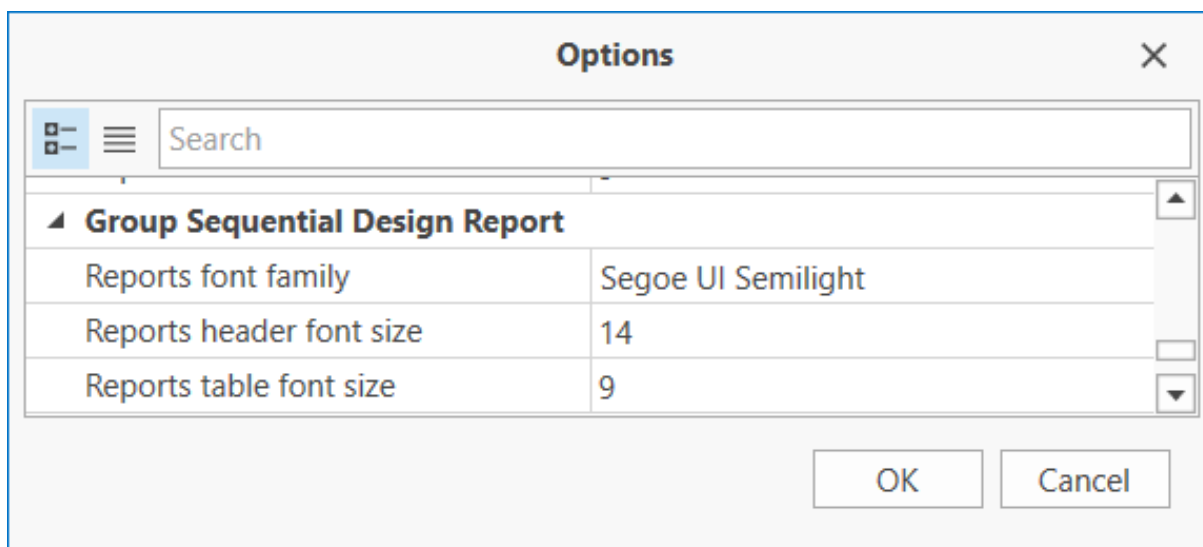 Options
Search
Group Sequential Design Report
Reports font family Segoe UI Semilight
Reports header font size 14
Reports table font size 9
OK Cancel